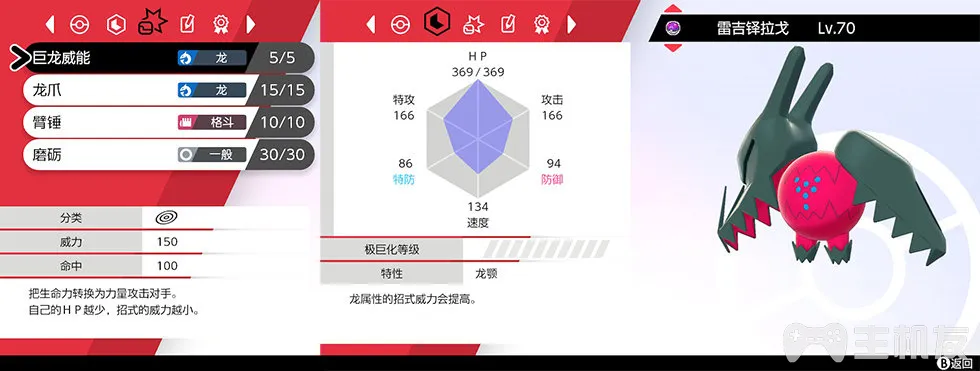 巨龙威能 龙 5/5
龙爪 龙 15/15
臂锤 格斗 10/10
磨砺 一般 30/30
分类
威力 150
命中 100
把生命力转换为力量攻击对手。
自己的HP越少,招式的威力越小。
HP
369/369
特攻
166
攻击
166
86
特防
94
防御
134
速度
极巨化等级
特性 龙颚
龙属性的招式威力会提高。
雷吉铎拉戈 Lv.70
主机友
B返回